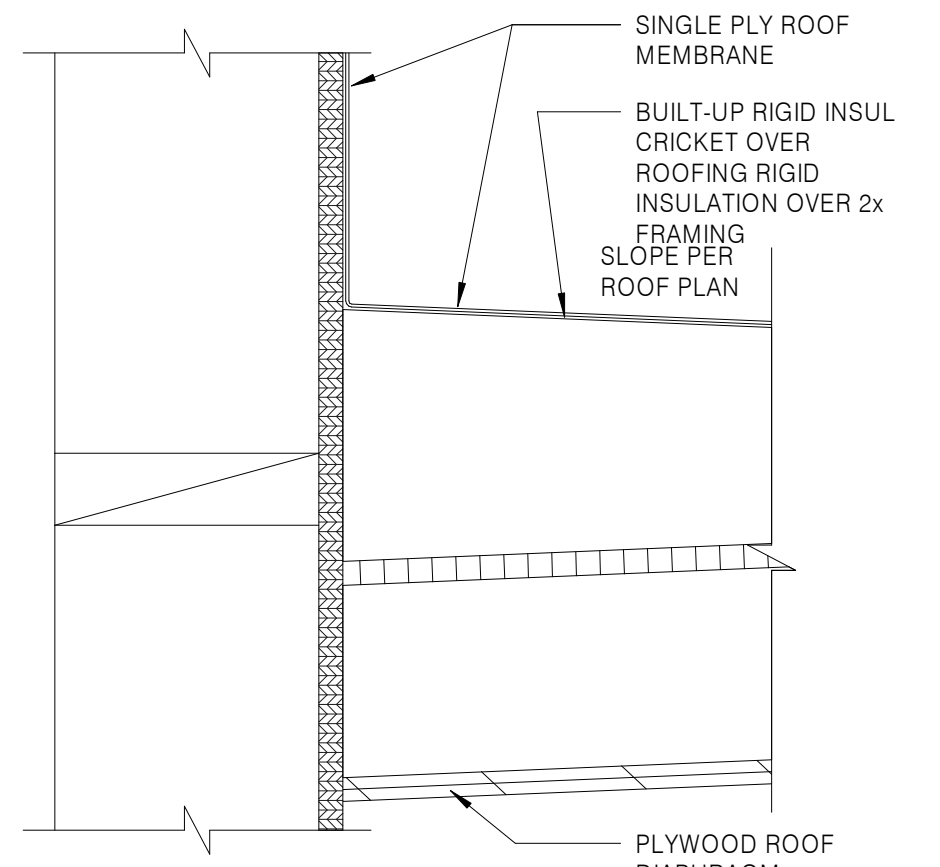 SINGLE PLY ROOF
MEMBRANE
BUILT-UP RIGID INSUL
CRICKET OVER
ROOFING RIGID
INSULATION OVER 2x
FRAMING
SLOPE PER
ROOF PLAN
PLYWOOD ROOF
DIAPHRAGM